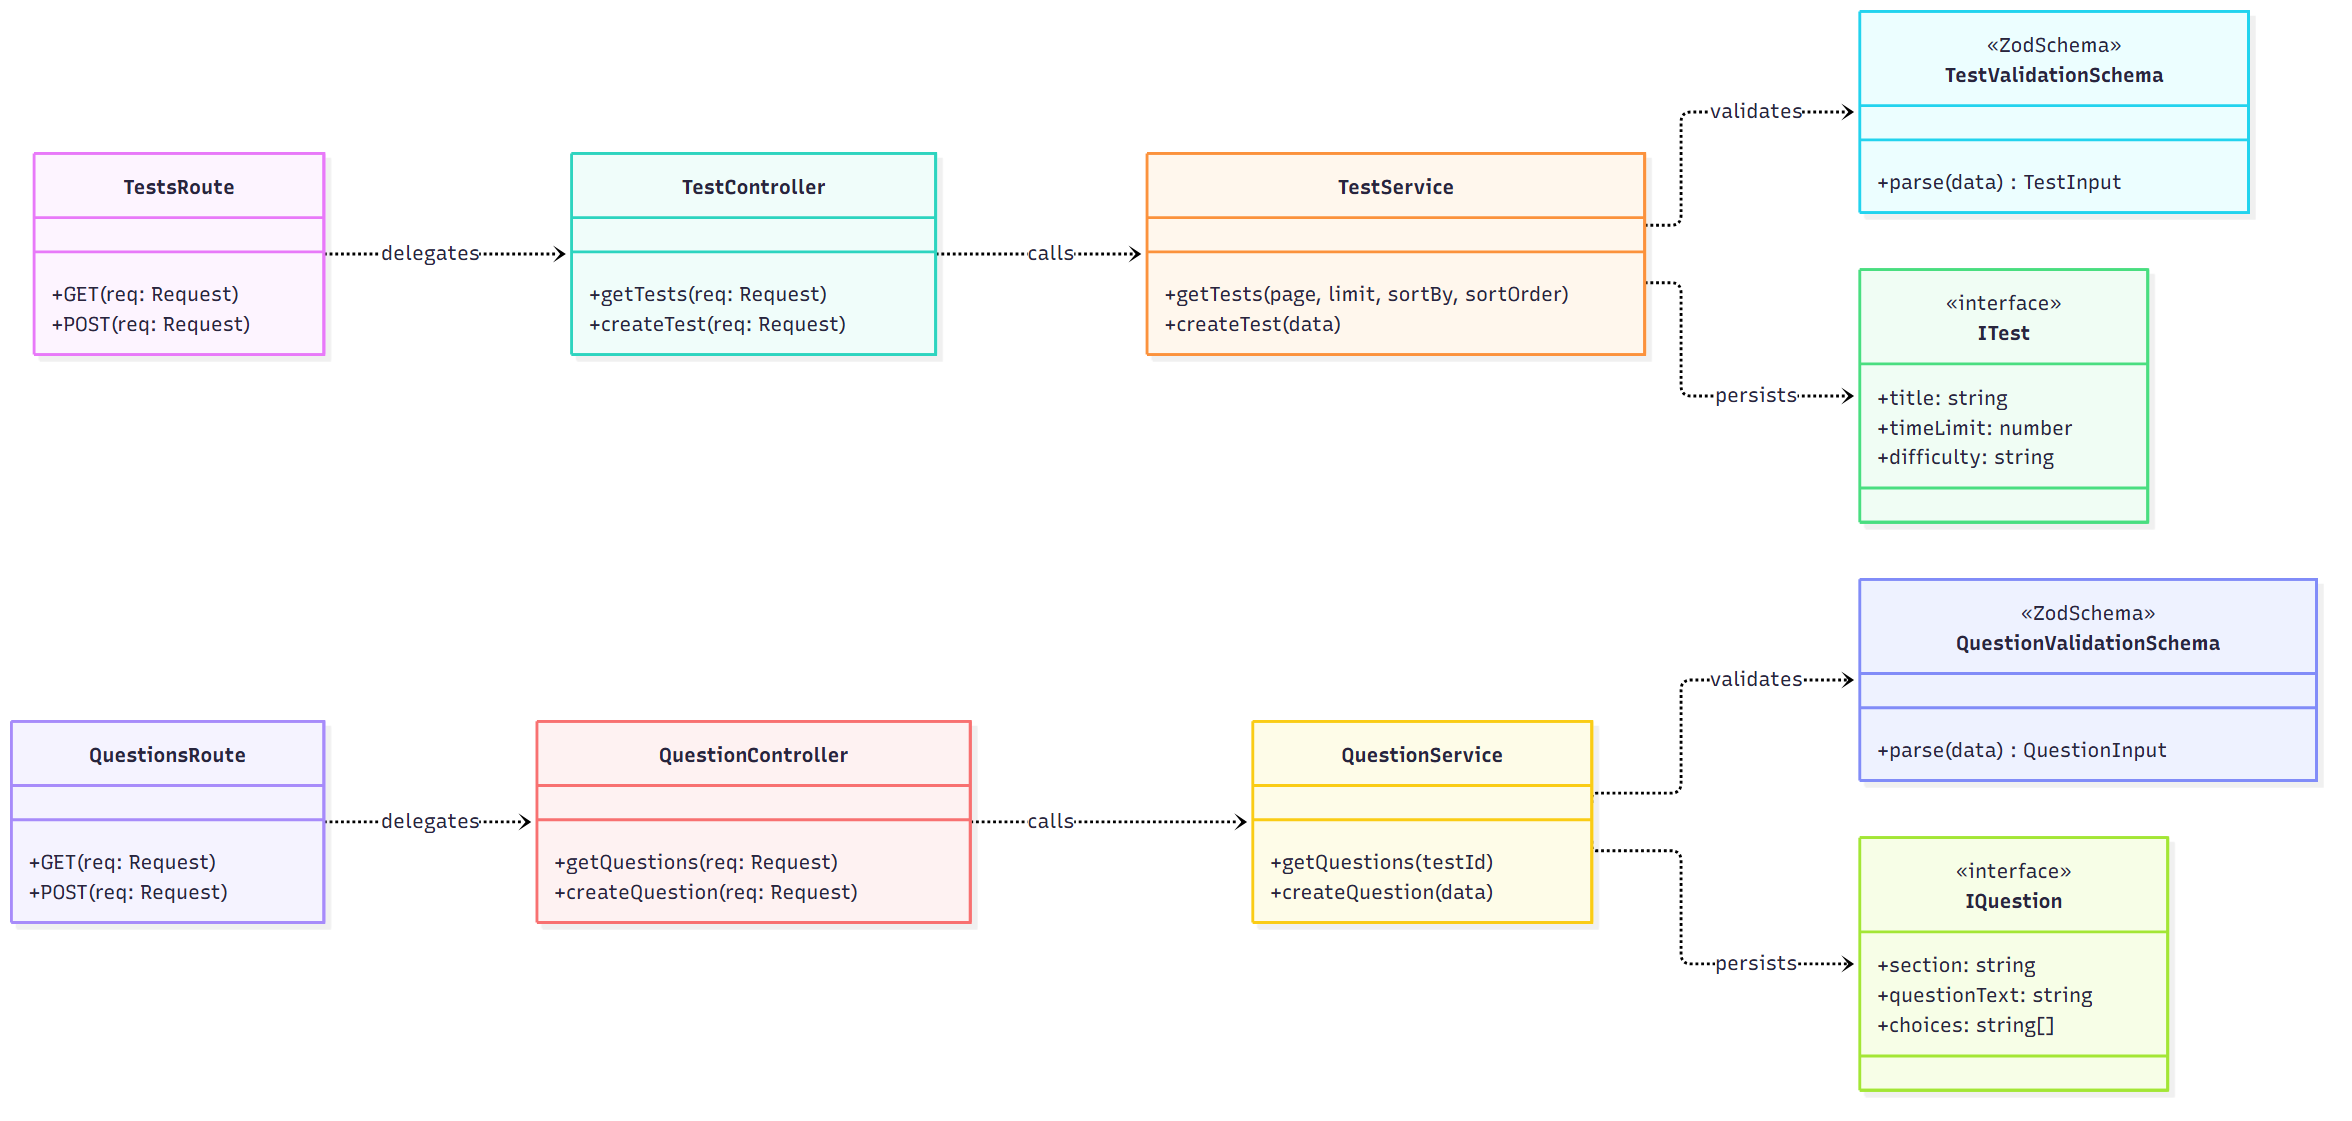 TestsRoute
+GET(req: Request)
+POST(req: Request)
delegates
TestController
+getTests(req: Request)
+createTest(req: Request)
calls
TestService
+getTests(page, limit, sortBy, sortOrder)
+createTest(data)
validates
«ZodSchema»
TestValidationSchema
+parse(data) : TestInput
persists
«interface»
ITest
+title: string
+timeLimit: number
+difficulty: string
QuestionsRoute
+GET(req: Request)
+POST(req: Request)
delegates
QuestionController
+getQuestions(req: Request)
+createQuestion(req: Request)
calls
QuestionService
+getQuestions(testId)
+createQuestion(data)
validates
«ZodSchema»
QuestionValidationSchema
+parse(data) : QuestionInput
persists
«interface»
IQuestion
+section: string
+questionText: string
+choices: string[]